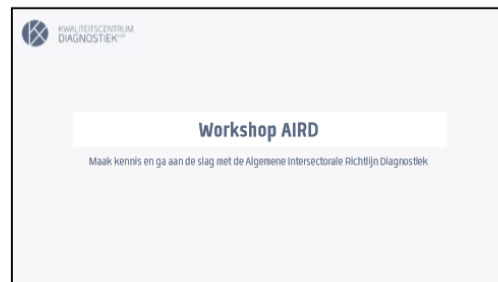 KWALITEITSCENTRUM
DIAGNOSTIEK
Workshop AIRD
Maak kennis en ga aan de slag met de Algemene Intersectorale Richtlijn Diagnostiek